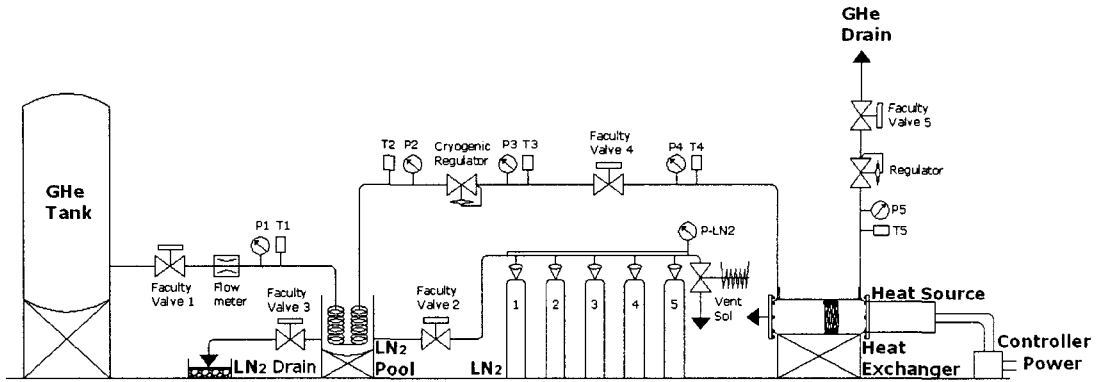 GHe
Drain
Faculty
Valve 5
Regulator
P5
T5
T2
P2
Cryogenic
Regulator
P3
T3
Faculty
Valve 4
P4
T4
GHe
Tank
P1
T1
Faculty
Valve 1
Flow
meter
Faculty
Valve 3
Faculty
Valve 2
P-LN2
1
2
3
4
5
Vent
Sol
LN2 Drain
LN2
Pool
LN2
Heat Source
Heat
Exchanger
Controller
Power